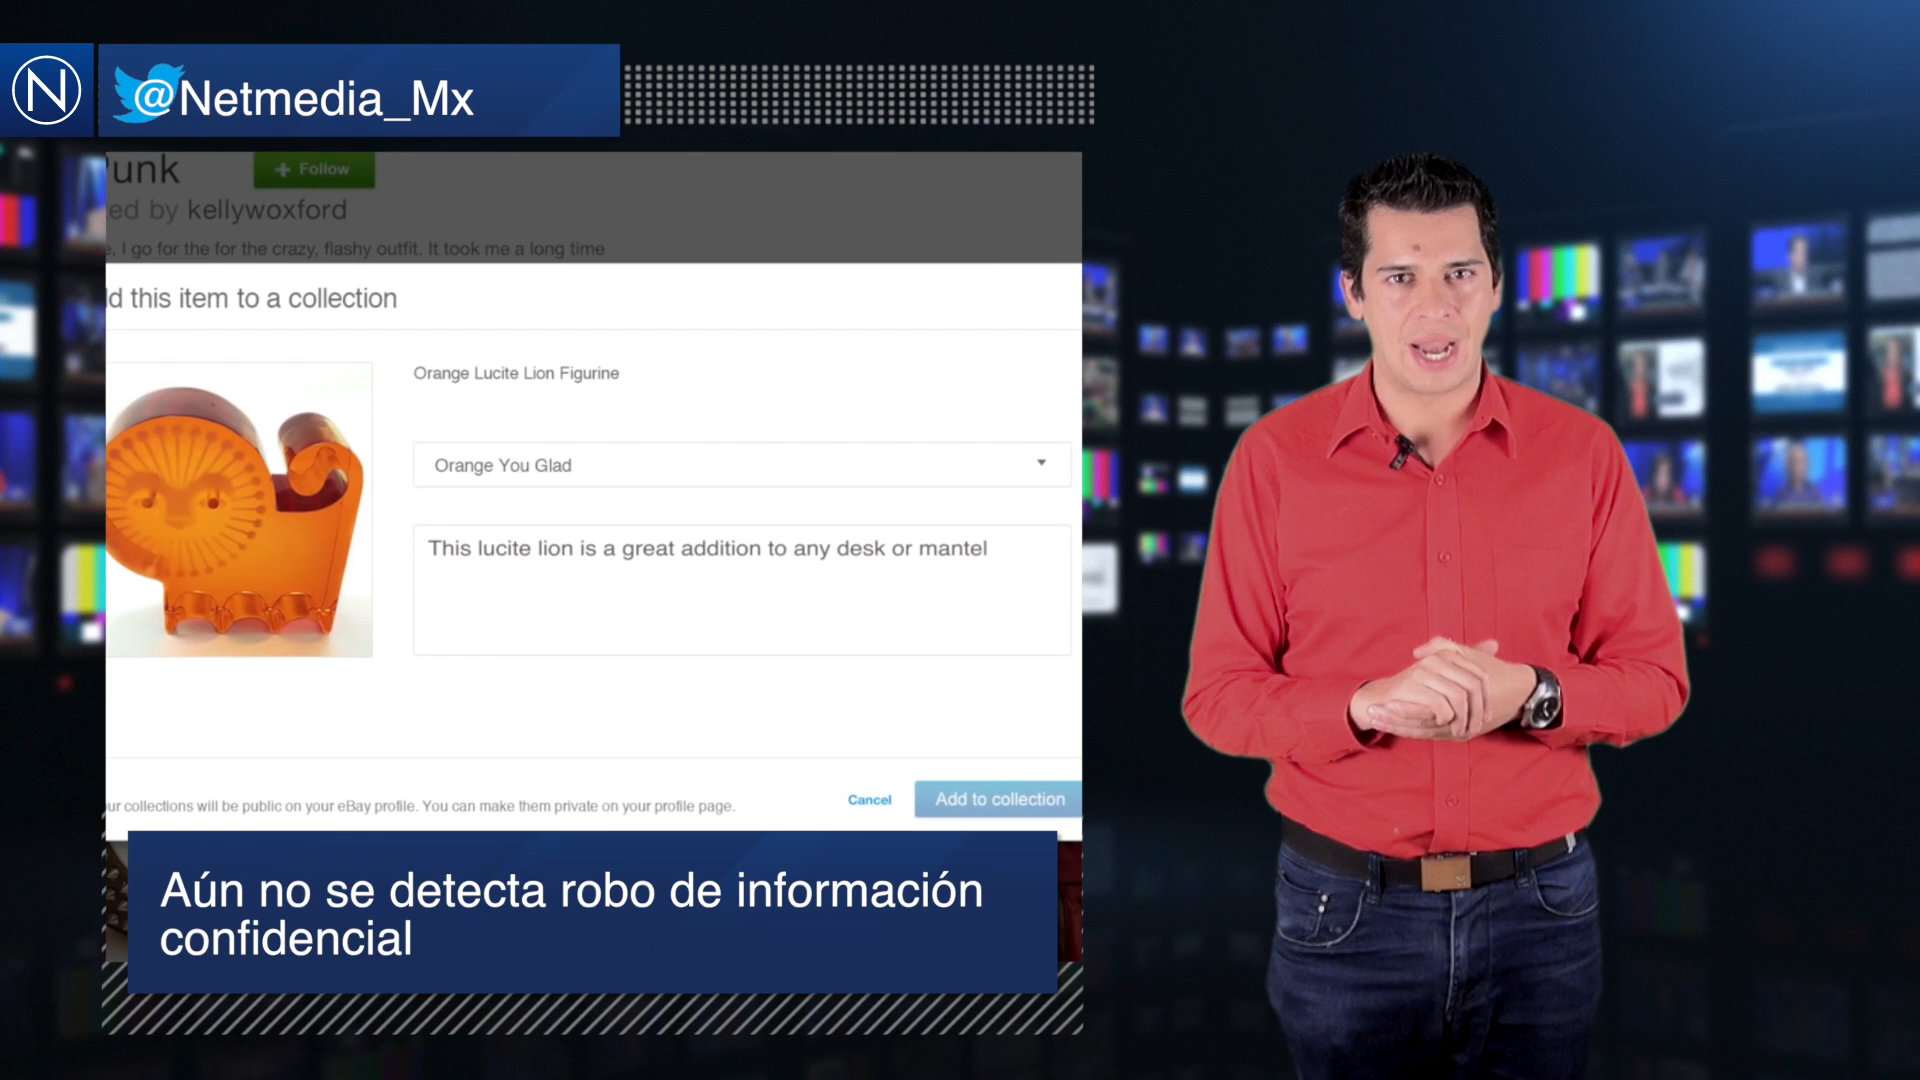 N
@Netmedia_Mx
Punk
+ Follow
ted by kellywoxford
e, I go for the for the crazy, flashy outfit. It took me a long time
d this item to a collection
Orange Lucite Lion Figurine
Orange You Glad
This lucite lion is a great addition to any desk or mantel
ur collections will be public on your eBay profile. You can make them private on your profile page.
Cancel
Add to collection
Aún no se detecta robo de información
confidencial